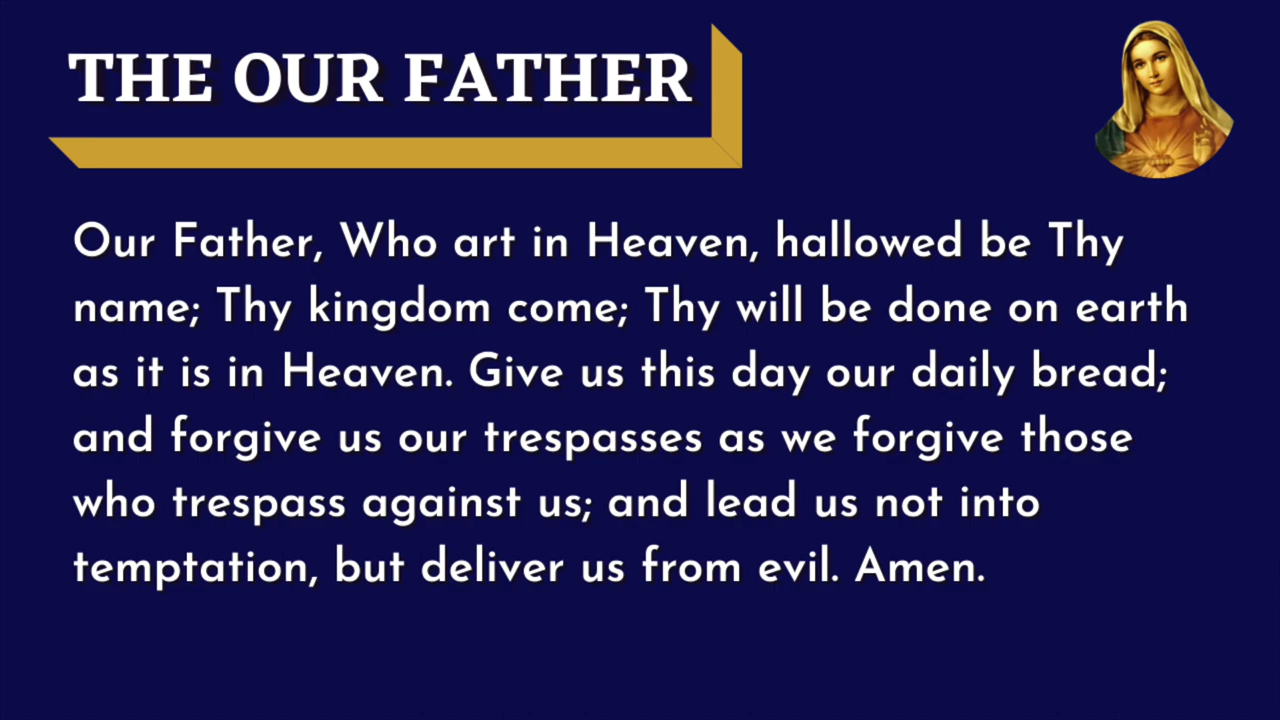 THE OUR FATHER
Our Father, Who art in Heaven, hallowed be Thy
name; Thy kingdom come; Thy will be done on earth
as it is in Heaven. Give us this day our daily bread;
and forgive us our trespasses as we forgive those
who trespass against us; and lead us not into
temptation, but deliver us from evil. Amen.